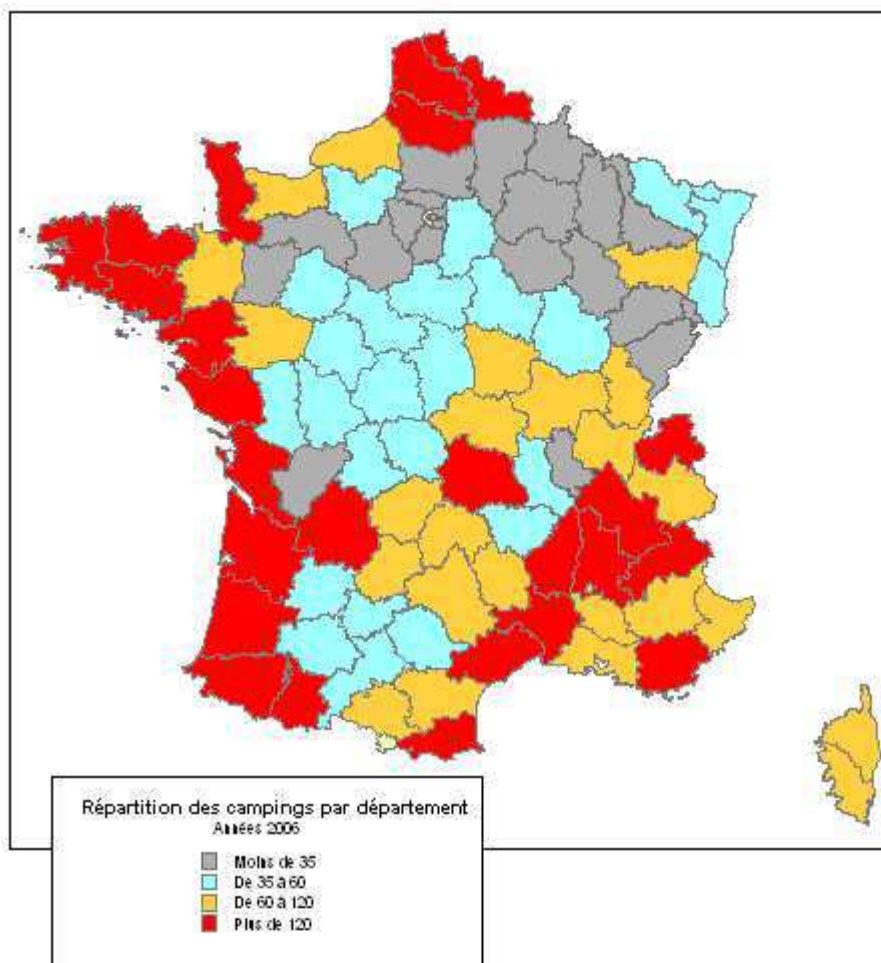 Répartition des campings par département
Années 2006
Moins de 35
De 35 à 60
De 60 à 120
Plus de 120